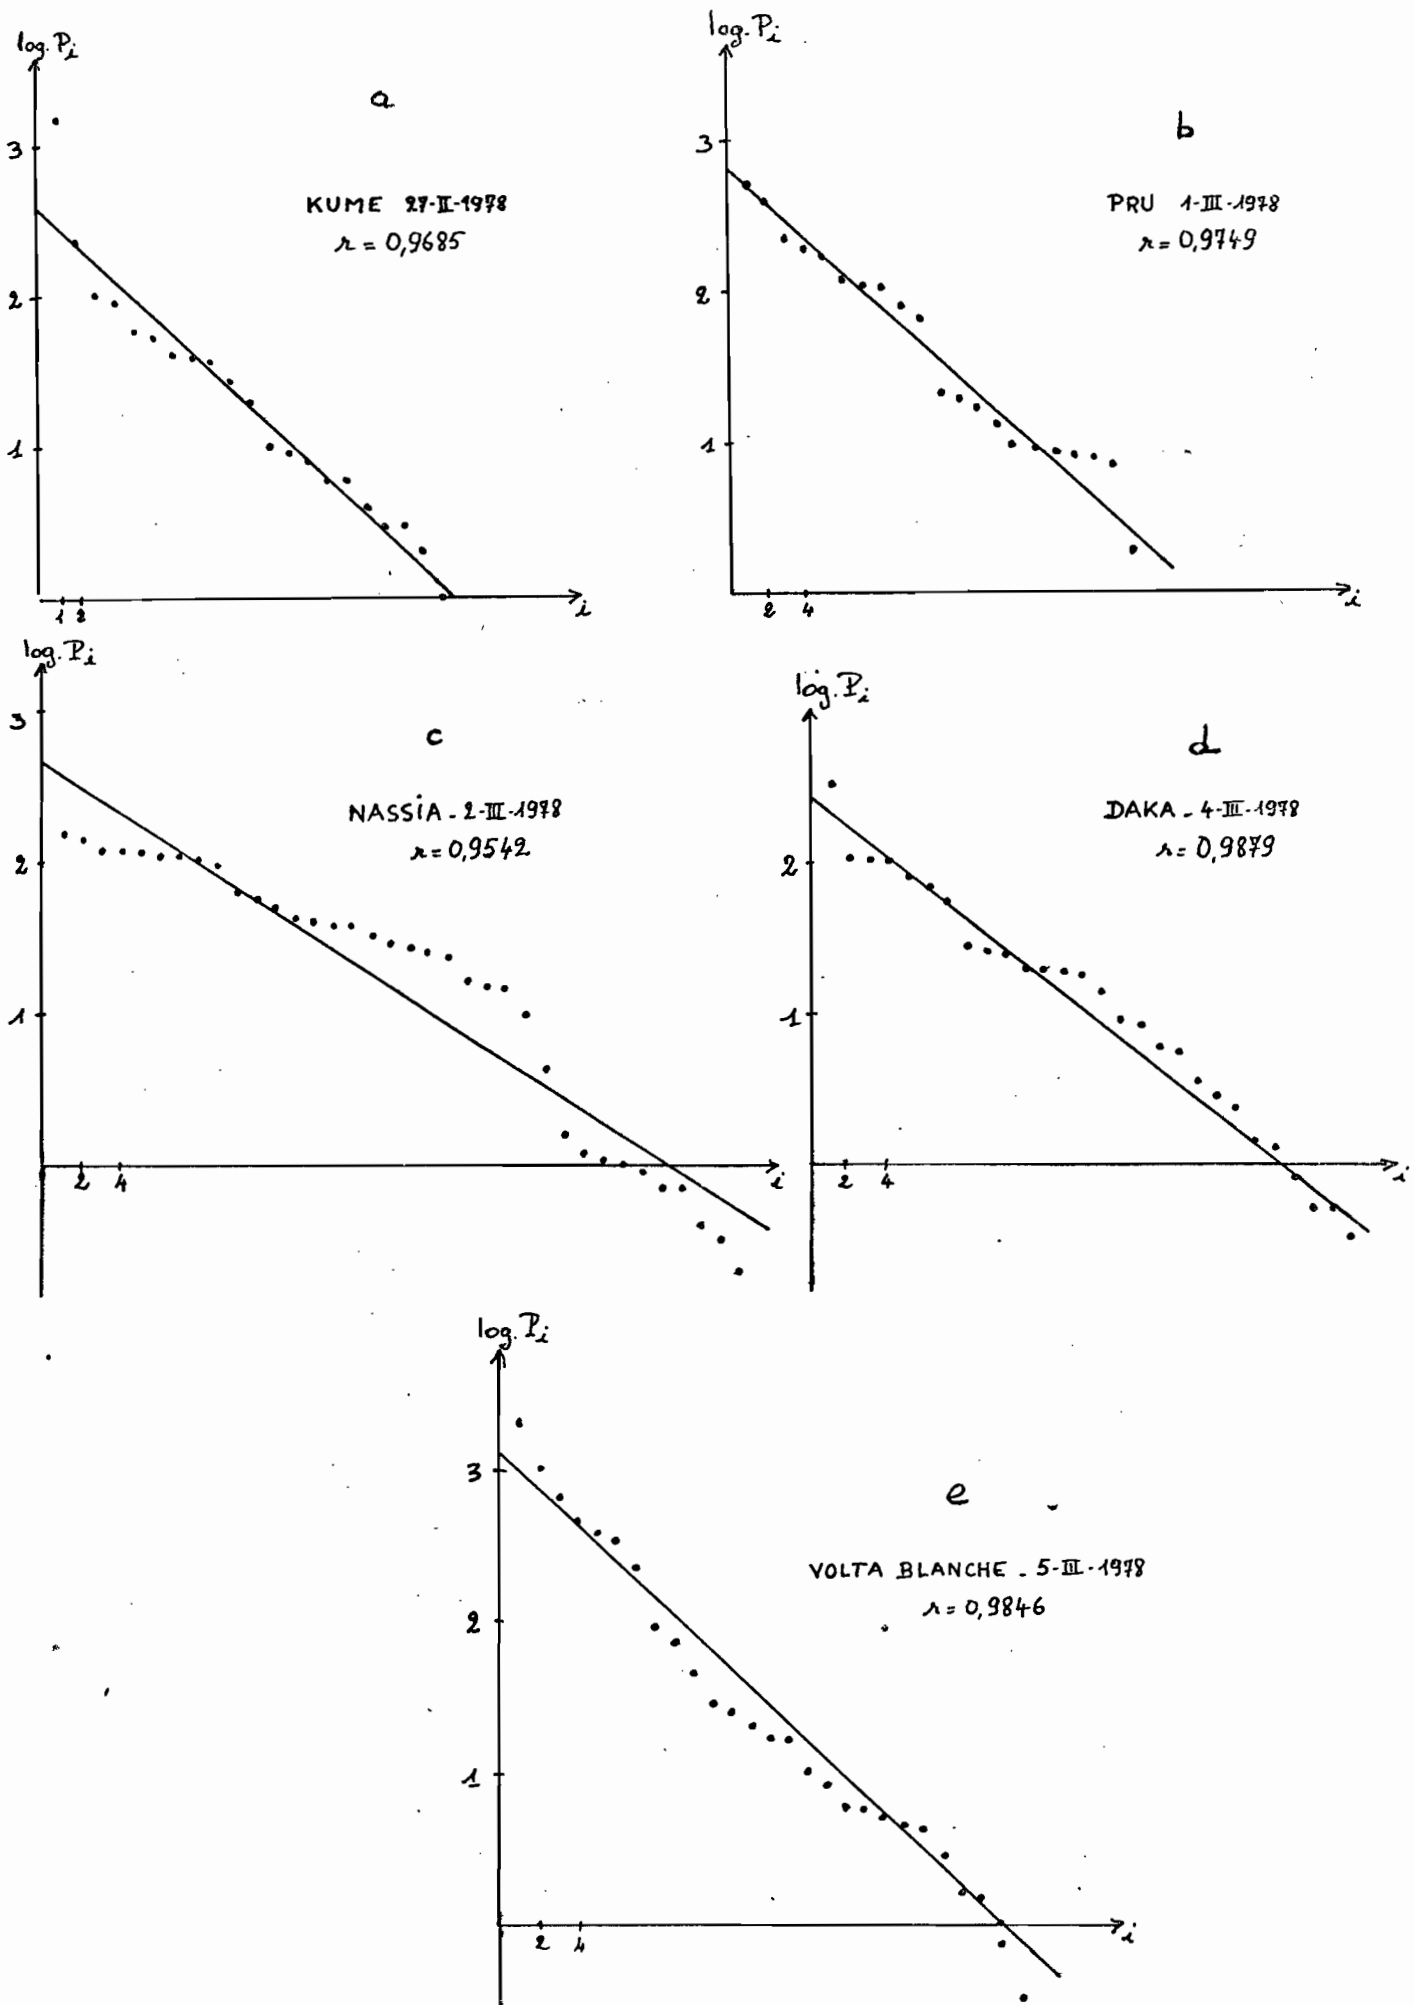 log. Pi
a
3
KUME 27-II-1978
r = 0,9685
2
1
1 2
i
log. Pi
b
3
PRU 1-III-1978
r = 0,9749
2
1
2 4
i
log. Pi
3
c
NASSiA - 2-III-1978
r = 0,9542
2
1
2 4
i
log. Pi
d
DAKA - 4-III-1978
r = 0,9879
2
1
2 4
i
log. Pi
3
e
VOLTA BLANCHE - 5-III-1978
r = 0,9846
2
1
2 4
i